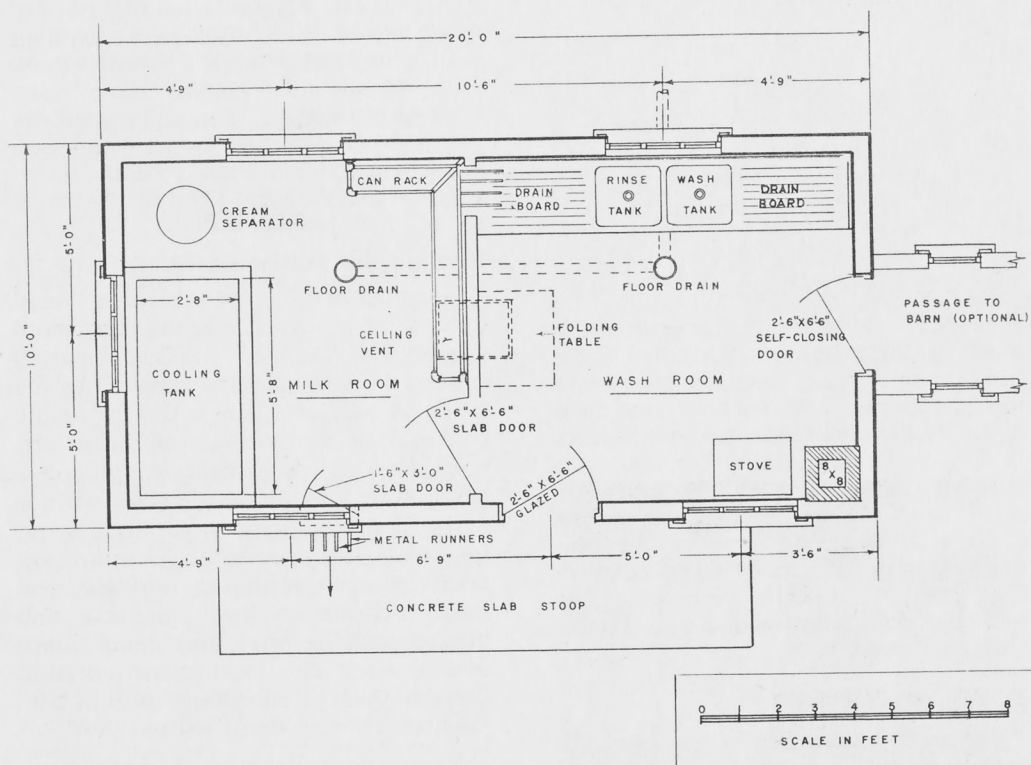 20'-0"
4'-9"
10'-6"
4'-9"
CAN RACK
DRAIN
BOARD
RINSE
TANK
WASH
TANK
DRAIN
BOARD
CREAM
SEPARATOR
5'-0"
10'-0"
5'-0"
2'-8"
FLOOR DRAIN
FLOOR DRAIN
PASSAGE TO
BARN (OPTIONAL)
CEILING
VENT
FOLDING
TABLE
2'-6"X6'-6"
SELF-CLOSING
DOOR
COOLING
TANK
5'-8"
MILK ROOM
WASH ROOM
2'-6"X6'-6"
SLAB DOOR
1'-6"X3'-0"
SLAB DOOR
2'-6" X 6'-6"
GLAZED
STOVE
8
X
8
METAL RUNNERS
4'-9"
6'-9"
5'-0"
3'-6"
CONCRETE SLAB STOOP
0 1 2 3 4 5 6 7 8
SCALE IN FEET